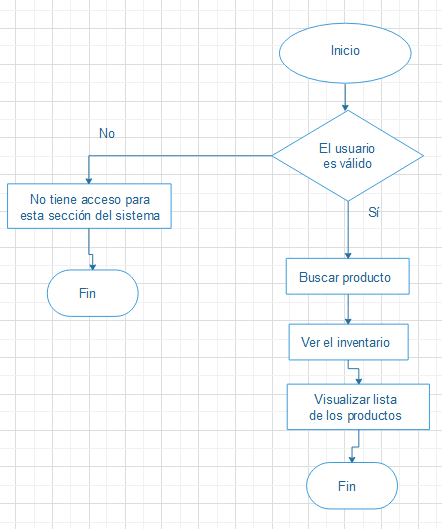 Inicio
El usuario
es válido
No
No tiene acceso para
esta sección del sistema
Fin
Sí
Buscar producto
Ver el inventario
Visualizar lista
de los productos
Fin